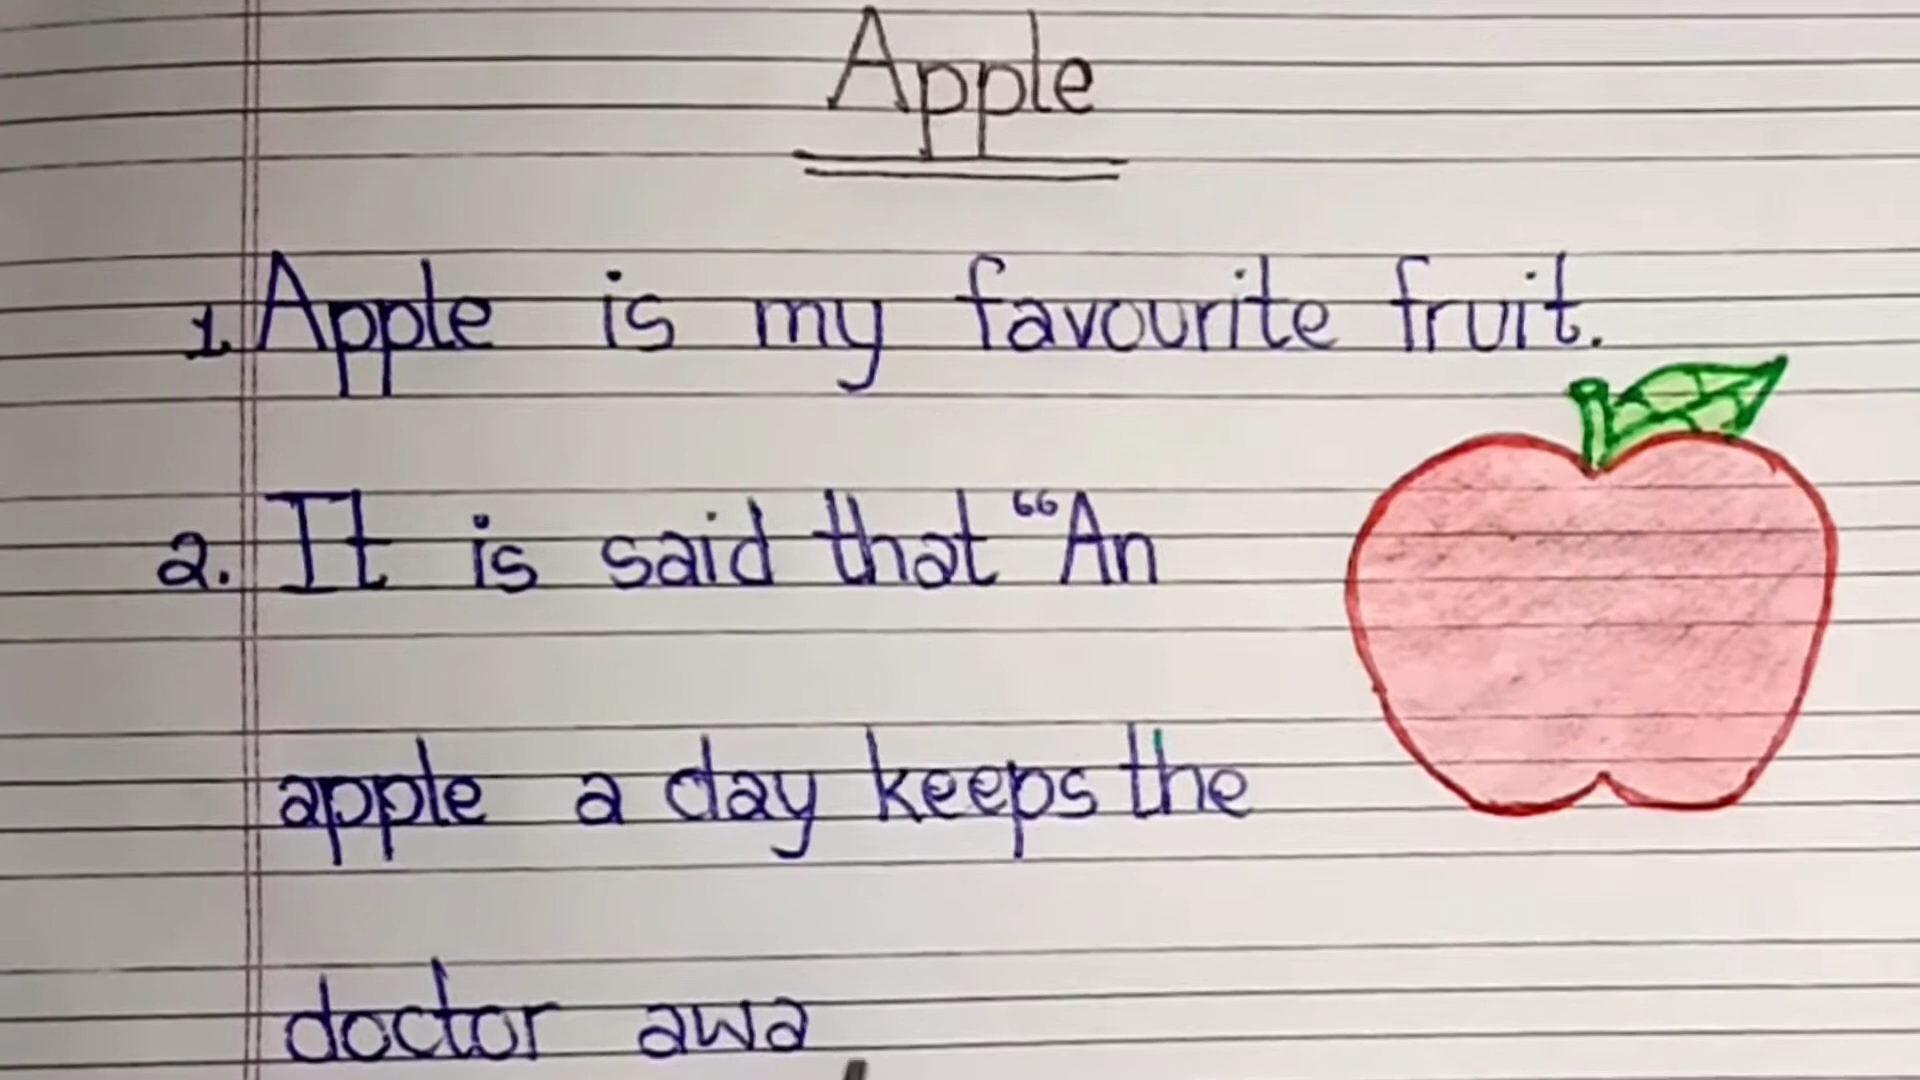 Apple
1. Apple is my favourite fruit.
2. It is said that “An
apple a day keeps the
doctor awa